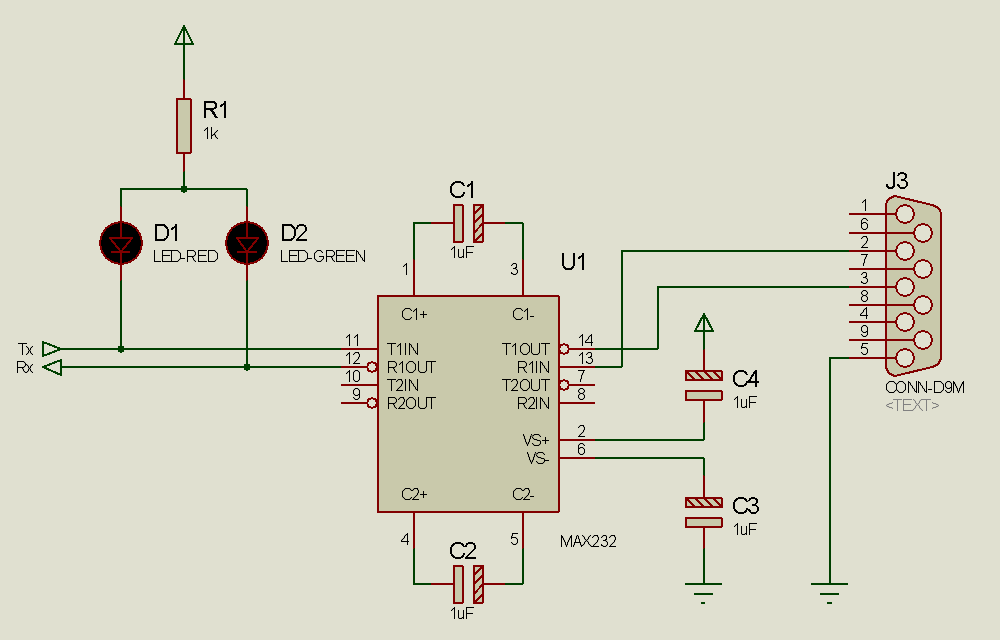 R1
1k
D1
LED-RED
D2
LED-GREEN
Tx
Rx
C1
1uF
1
3
U1
C1+
C1-
11
T1IN
12
R1OUT
10
T2IN
9
R2OUT
T1OUT
14
R1IN
13
T2OUT
7
R2IN
8
VS+
2
VS-
6
C2+
C2-
4
5
MAX232
C2
1uF
C4
1uF
C3
1uF
J3
1
6
2
7
3
8
4
9
5
CONN-D9M
<TEXT>